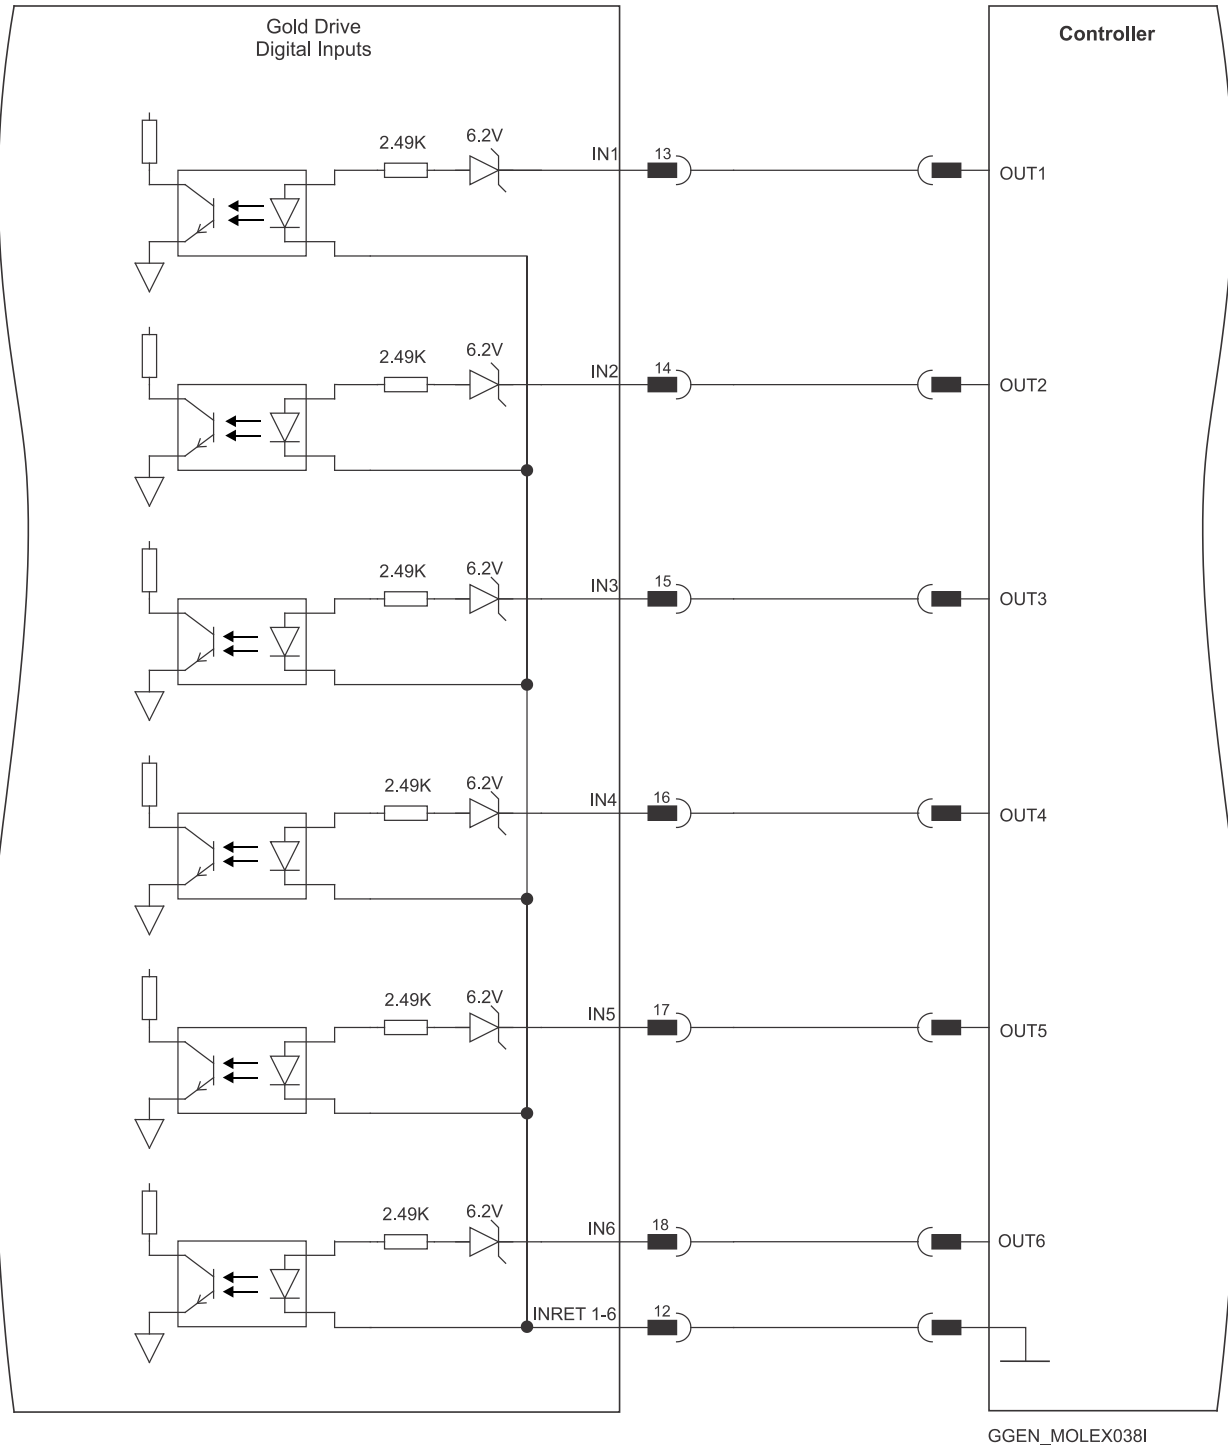 Gold Drive
Digital Inputs
Controller
2.49K 6.2V IN1 13 OUT1
2.49K 6.2V IN2 14 OUT2
2.49K 6.2V IN3 15 OUT3
2.49K 6.2V IN4 16 OUT4
2.49K 6.2V IN5 17 OUT5
2.49K 6.2V IN6 18 OUT6
INRET 1-6 12
GGEN_MOLEX038I